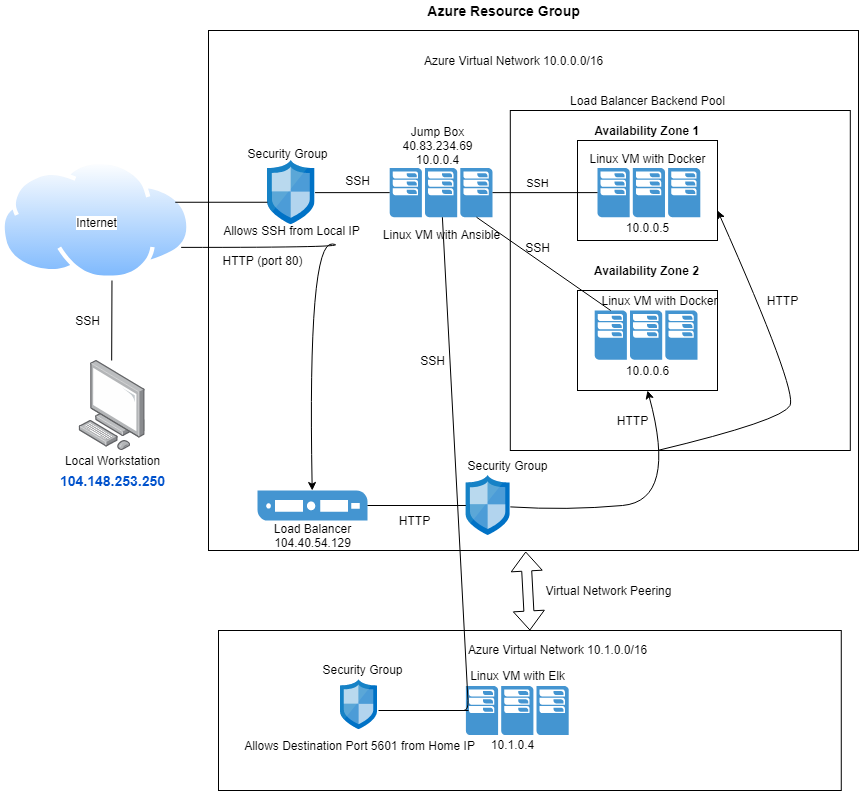 Azure Resource Group
Azure Virtual Network 10.0.0.0/16
Load Balancer Backend Pool
Availability Zone 1
Linux VM with Docker
10.0.0.5
Jump Box
40.83.234.69
10.0.0.4
Linux VM with Ansible
Security Group
Allows SSH from Local IP
SSH
SSH
SSH
Internet
HTTP (port 80)
Availability Zone 2
Linux VM with Docker
10.0.0.6
HTTP
SSH
SSH
Local Workstation
104.148.253.250
HTTP
Security Group
Load Balancer
104.40.54.129
HTTP
Virtual Network Peering
Azure Virtual Network 10.1.0.0/16
Security Group
Linux VM with Elk
Allows Destination Port 5601 from Home IP
10.1.0.4